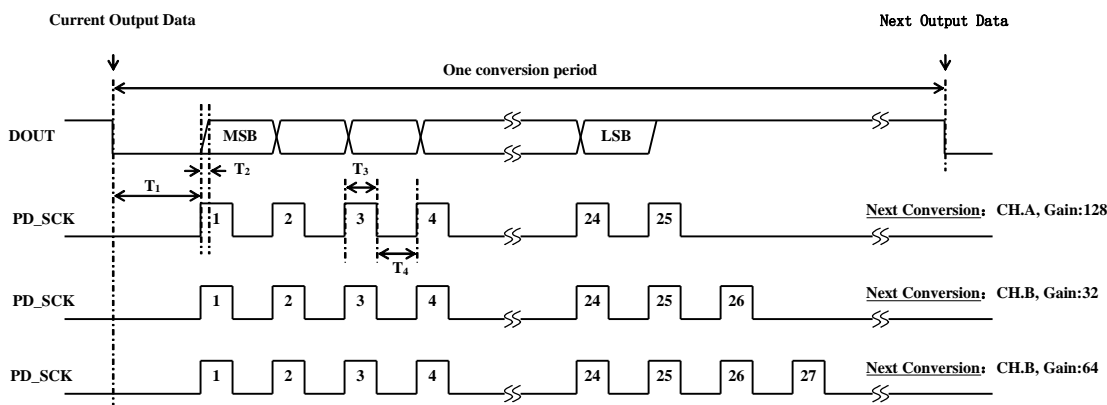 Current Output Data
Next Output Data
One conversion period
DOUT
MSB
LSB
T2
T3
T1
PD_SCK
1
2
3
4
24
25
Next Conversion： CH.A, Gain:128
T4
PD_SCK
1
2
3
4
24
25
26
Next Conversion： CH.B, Gain:32
PD_SCK
1
2
3
4
24
25
26
27
Next Conversion： CH.B, Gain:64